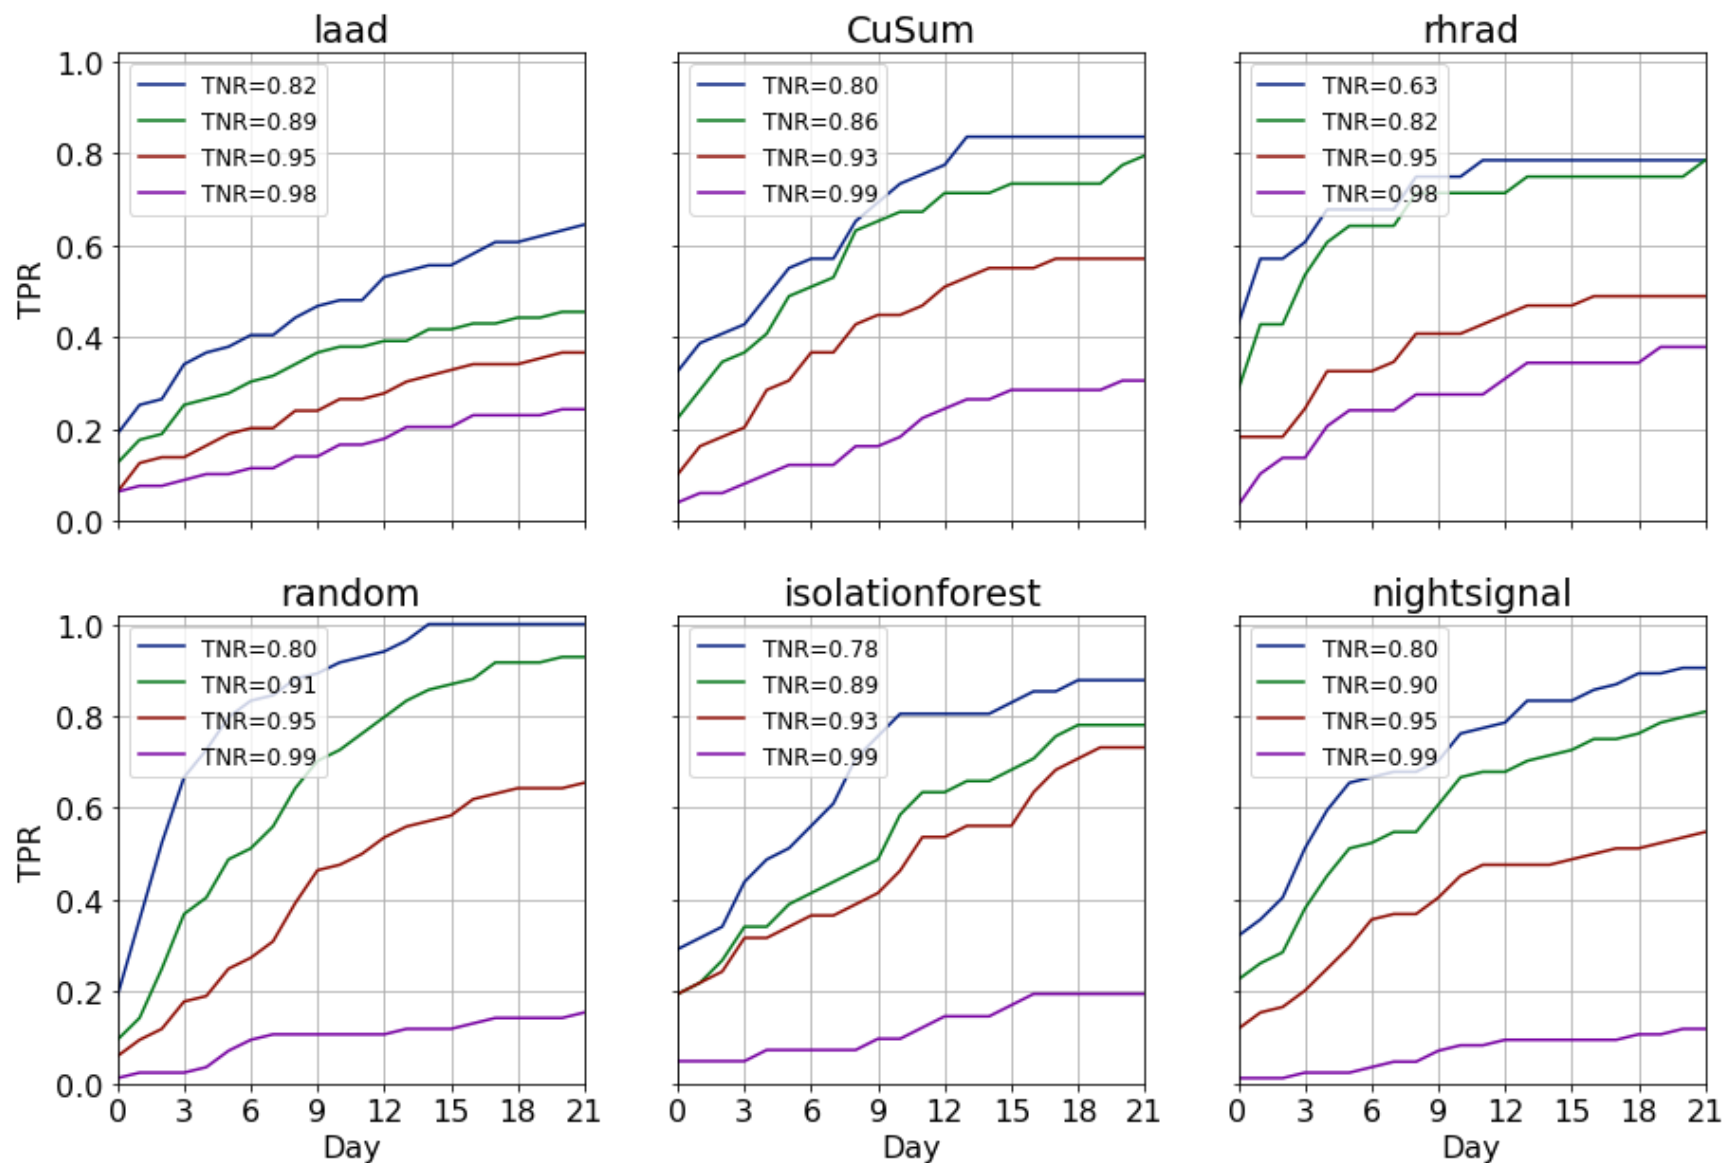 laad
CuSum
rhrad
TPR
1.0
0.8
0.6
0.4
0.2
0.0
TNR=0.82
TNR=0.89
TNR=0.95
TNR=0.98
TNR=0.80
TNR=0.86
TNR=0.93
TNR=0.99
TNR=0.63
TNR=0.82
TNR=0.95
TNR=0.98
random
isolationforest
nightsignal
TPR
1.0
0.8
0.6
0.4
0.2
0.0
TNR=0.80
TNR=0.91
TNR=0.95
TNR=0.99
TNR=0.78
TNR=0.89
TNR=0.93
TNR=0.99
TNR=0.80
TNR=0.90
TNR=0.95
TNR=0.99
0 3 6 9 12 15 18 21
0 3 6 9 12 15 18 21
0 3 6 9 12 15 18 21
Day
Day
Day